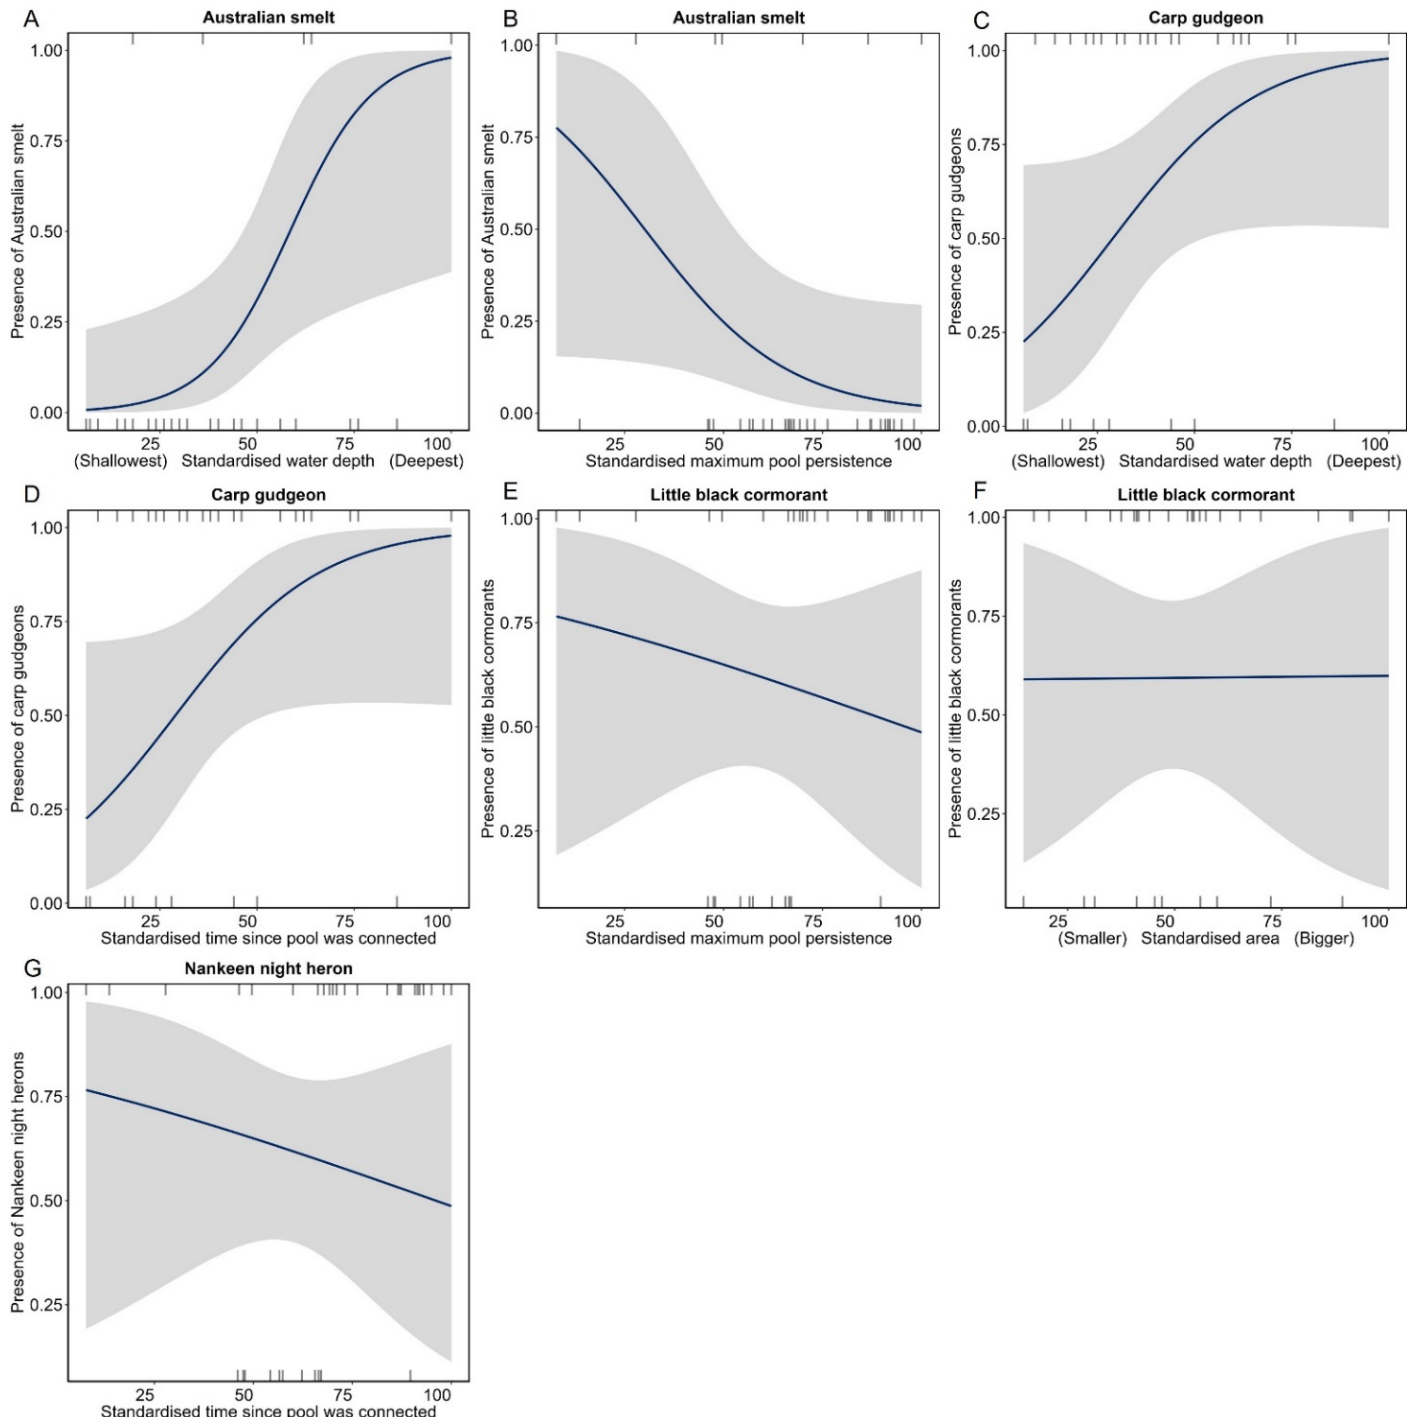 A
Australian smelt
Presence of Australian smelt
1.00
0.75
0.50
0.25
0.00
25 50 75 100
(Shallowest) Standardised water depth (Deepest)
B
Australian smelt
Presence of Australian smelt
1.00
0.75
0.50
0.25
0.00
25 50 75 100
Standardised maximum pool persistence
C
Carp gudgeon
Presence of carp gudgeons
1.00
0.75
0.50
0.25
0.00
25 50 75 100
(Shallowest) Standardised water depth (Deepest)
D
Carp gudgeon
Presence of carp gudgeons
1.00
0.75
0.50
0.25
0.00
25 50 75 100
Standardised time since pool was connected
E
Little black cormorant
Presence of little black cormorants
1.00
0.75
0.50
0.25
25 50 75 100
Standardised maximum pool persistence
F
Little black cormorant
Presence of little black cormorants
1.00
0.75
0.50
0.25
25 50 75 100
(Smaller) Standardised area (Bigger)
G
Nankeen night heron
Presence of Nankeen night herons
1.00
0.75
0.50
0.25
25 50 75 100
Standardised time since pool was connected